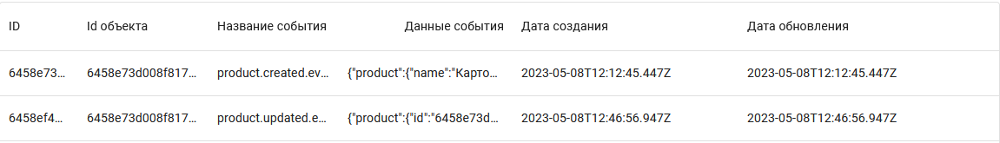 ID Id объекта Название события Данные события Дата создания Дата обновления
6458e73... 6458e73d008f817... product.created.ev... {"product":{"name":"Карто... 2023-05-08T12:12:45.447Z 2023-05-08T12:12:45.447Z
6458ef4... 6458e73d008f817... product.updated.e... {"product":{"id":"6458e73d... 2023-05-08T12:46:56.947Z 2023-05-08T12:46:56.947Z